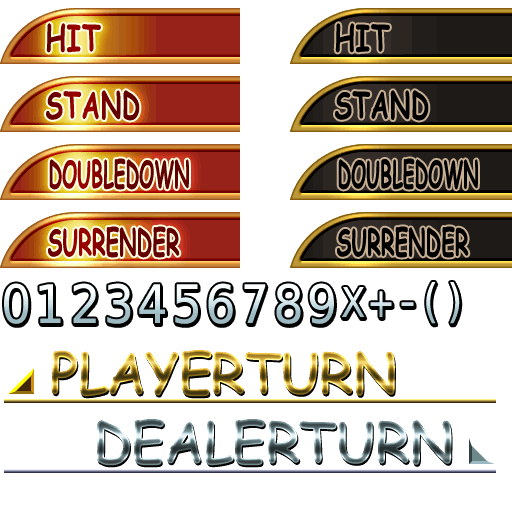 HIT HIT
STAND STAND
DOUBLEDOWN DOUBLEDOWN
SURRENDER SURRENDER
0123456789X+-()
PLAYERTURN
DEALERTURN